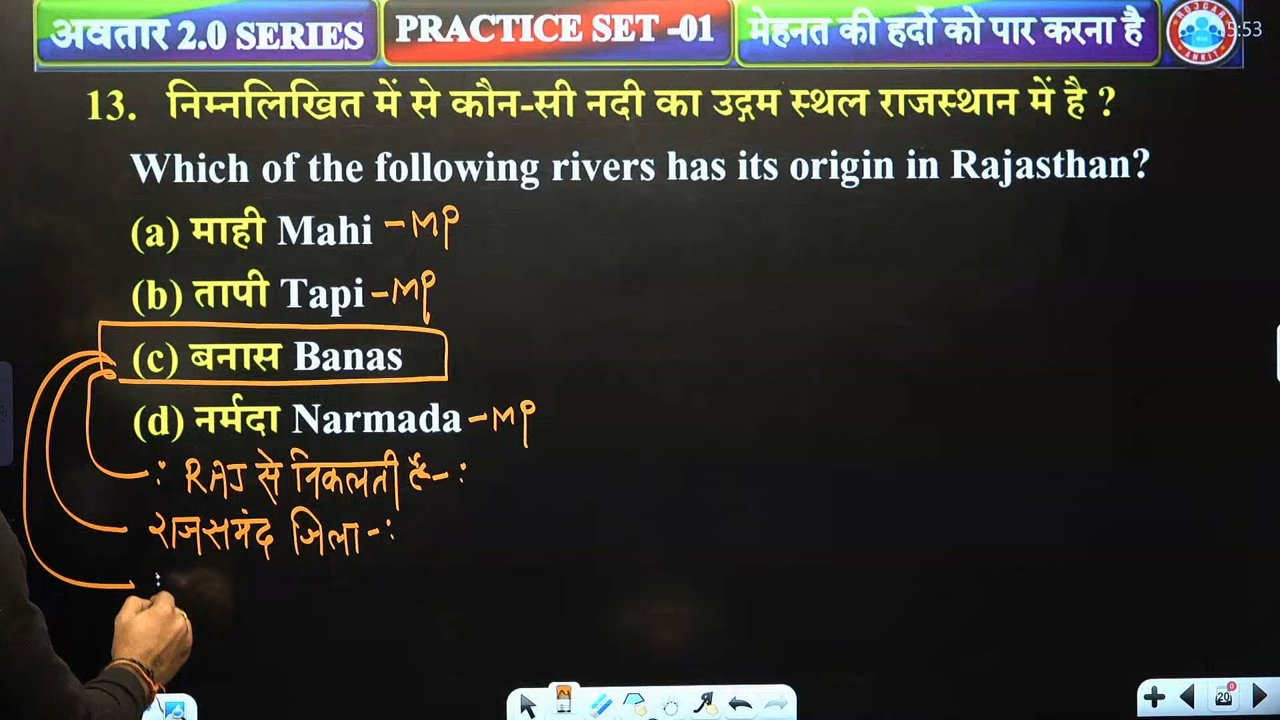 अवतार 2.0 SERIES PRACTICE SET -01 मेहनत की हदों को पार करना है
13. निम्नलिखित में से कौन-सी नदी का उद्गम स्थल राजस्थान में है ?
Which of the following rivers has its origin in Rajasthan?
(a) माही Mahi - MP
(b) तापी Tapi - MP
(c) बनास Banas
(d) नर्मदा Narmada - MP
: RAJ से निकलती है- :
राजसमंद जिला- :
20